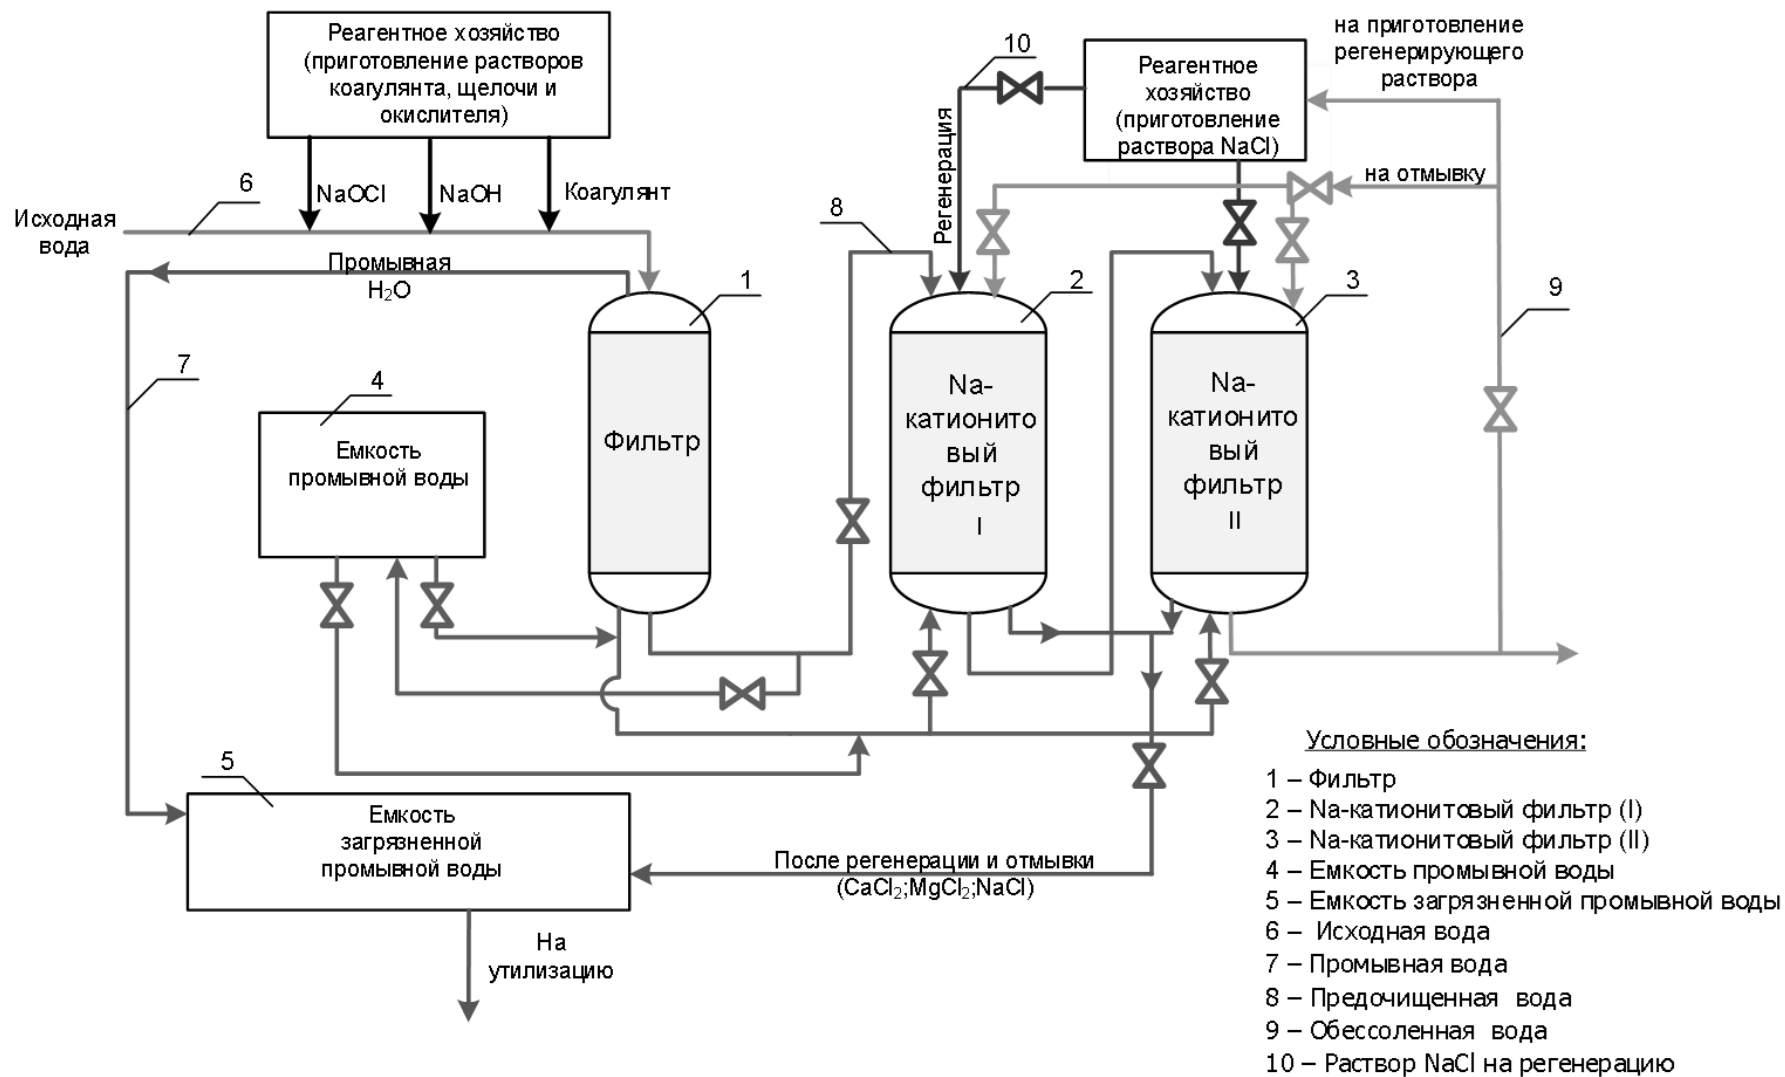 Реагентное хозяйство
(приготовление растворов
коагулянта, щелочи и
окислителя)
NaOCl
NaOH
Коагулянт
6
Исходная
вода
Промывная
H₂O
7
4
Емкость
промывной воды
1
Фильтр
8
10
Регенерация
Реагентное
хозяйство
(приготовление
раствора NaCl)
на приготовление
регенерирующего
раствора
на отмывку
2
Na-
катионито
вый
фильтр
I
3
Na-
катионито
вый
фильтр
II
9
5
Емкость
загрязненной
промывной воды
После регенерации и отмывки
(CaCl₂;MgCl₂;NaCl)
На
утилизацию
Условные обозначения:
1 – Фильтр
2 – Na-катионитовый фильтр (I)
3 – Na-катионитовый фильтр (II)
4 – Емкость промывной воды
5 – Емкость загрязненной промывной воды
6 – Исходная вода
7 – Промывная вода
8 – Предочищенная вода
9 – Обессоленная вода
10 – Раствор NaCl на регенерацию